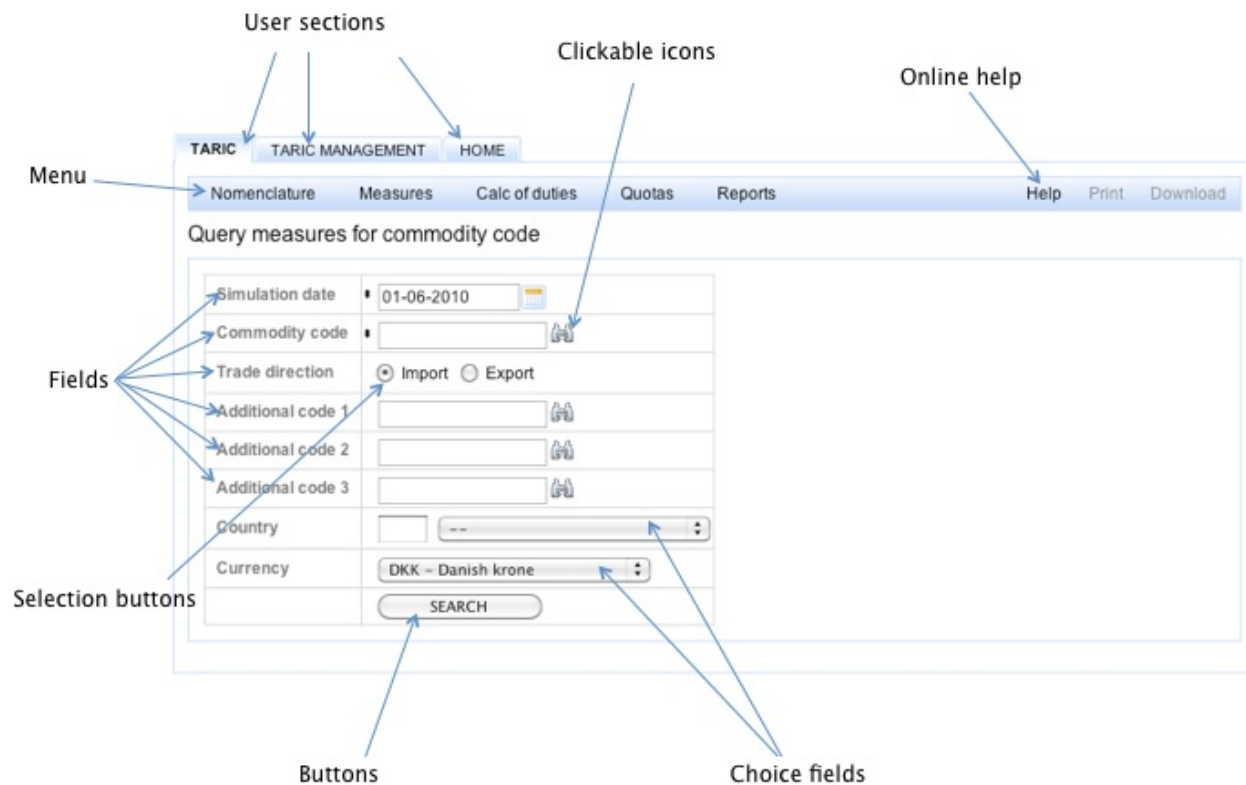 User sections
Clickable icons
Online help
TARIC TARIC MANAGEMENT HOME
Menu
Nomenclature Measures Calc of duties Quotas Reports Help Print Download
Query measures for commodity code
Simulation date 01-06-2010
Commodity code
Fields
Trade direction Import Export
Additional code 1
Additional code 2
Additional code 3
Country --
Currency DKK - Danish krone
Selection buttons
SEARCH
Buttons
Choice fields